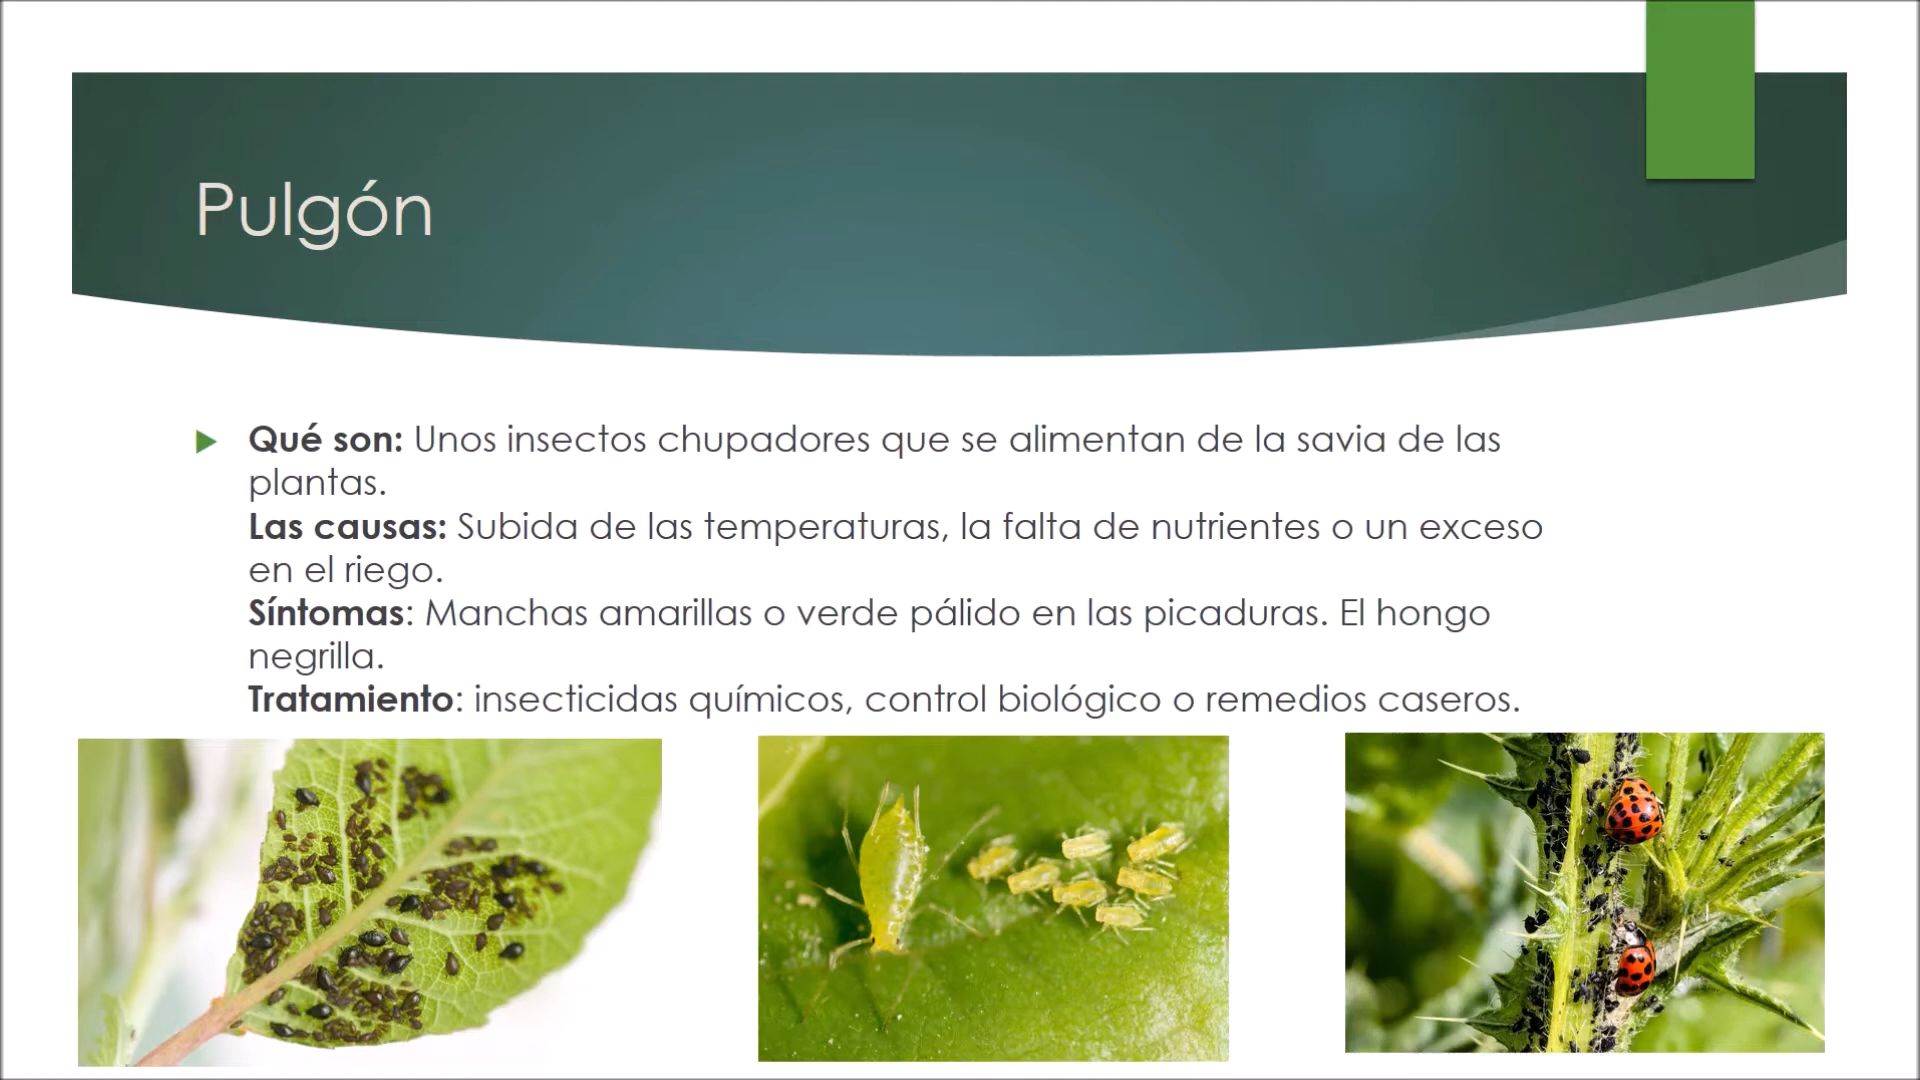 Pulgón
Qué son: Unos insectos chupadores que se alimentan de la savia de las
plantas.
Las causas: Subida de las temperaturas, la falta de nutrientes o un exceso
en el riego.
Síntomas: Manchas amarillas o verde pálido en las picaduras. El hongo
negrilla.
Tratamiento: insecticidas químicos, control biológico o remedios caseros.